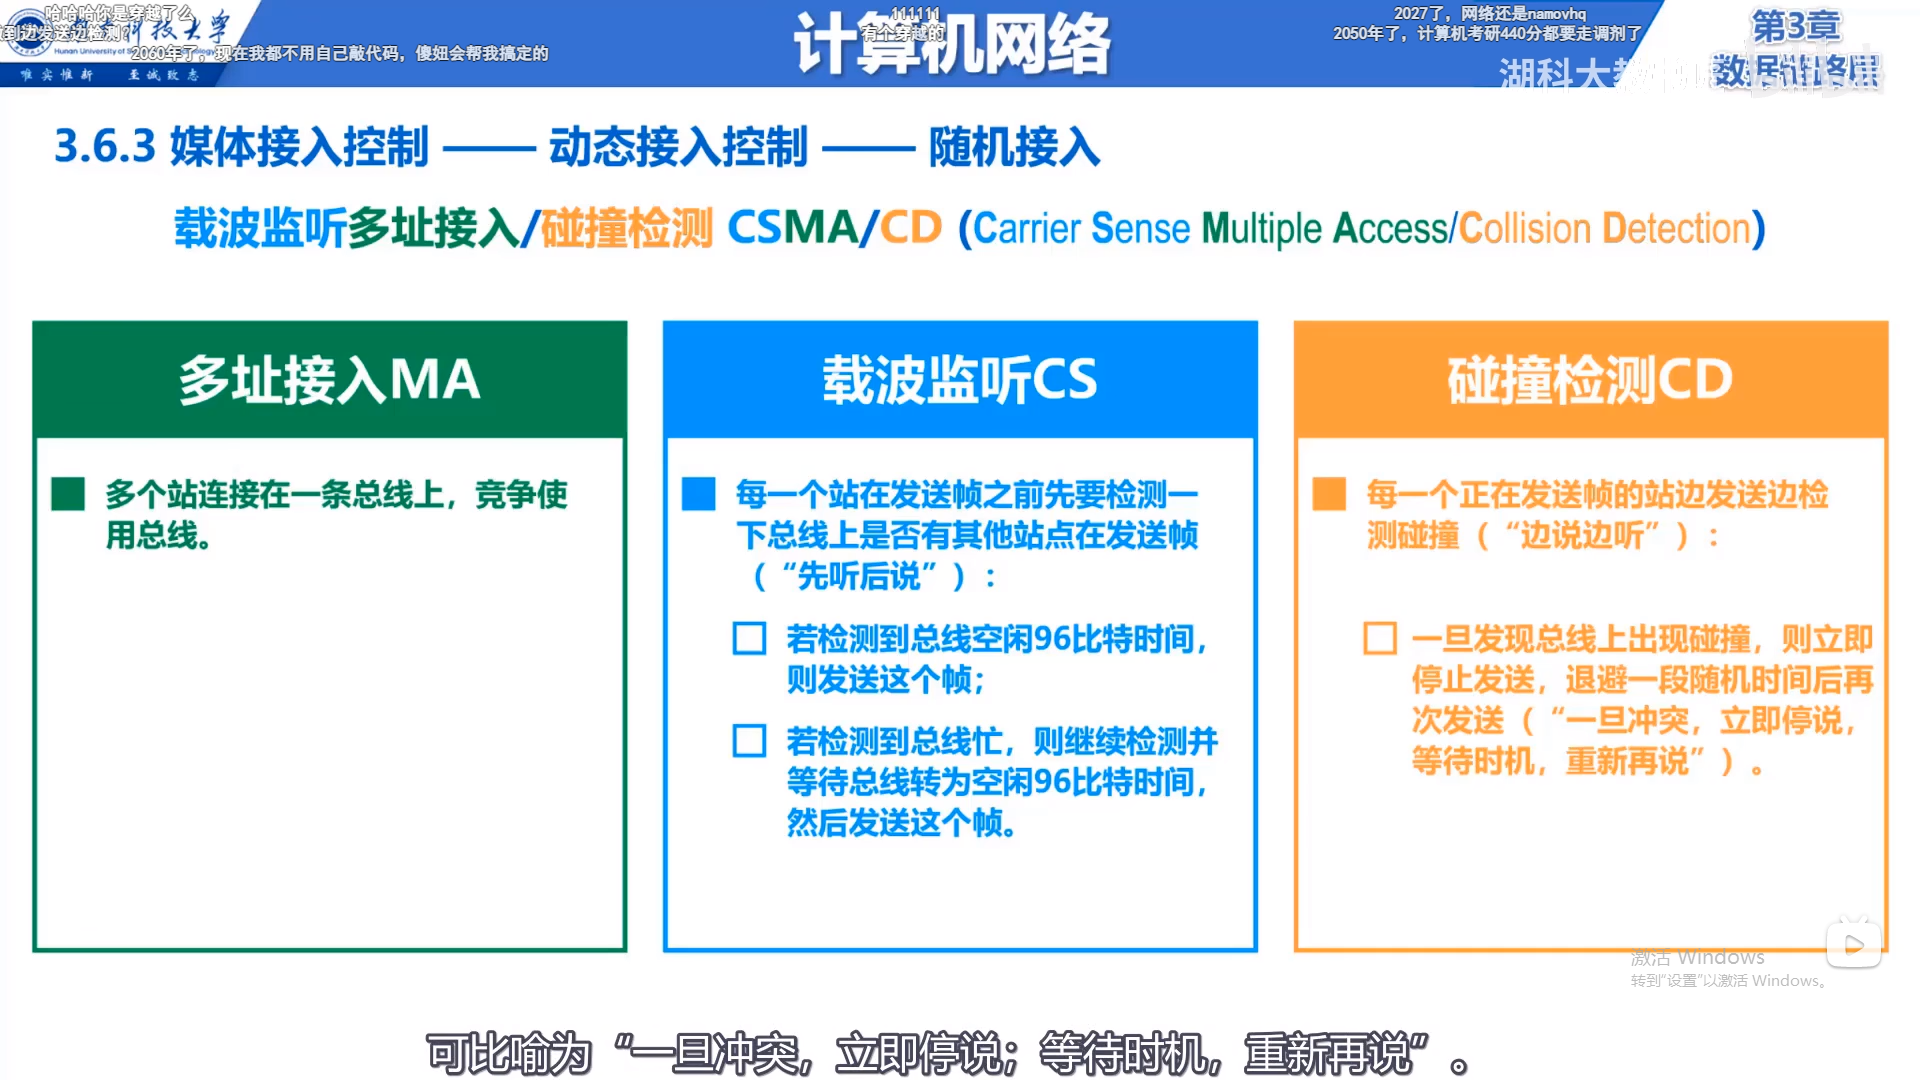 哈哈哈你是穿越了么
做到边发送边检测?
2060年了，现在我都不用自己敲代码，傻妞会帮我搞定的
科技大学
唯实惟新 至诚致志
计算机网络
111111
有个穿越的
2027了，网络还是namovhq
2050年了，计算机考研440分都要走调剂了
第3章
数据链路层
湖科大教
3.6.3 媒体接入控制 —— 动态接入控制 —— 随机接入
载波监听多址接入/碰撞检测 CSMA/CD (Carrier Sense Multiple Access/Collision Detection)
多址接入MA
多个站连接在一条总线上，竞争使
用总线。
载波监听CS
每一个站在发送帧之前先要检测一
下总线上是否有其他站点在发送帧
（“先听后说”）：
若检测到总线空闲96比特时间，
则发送这个帧；
若检测到总线忙，则继续检测并
等待总线转为空闲96比特时间，
然后发送这个帧。
碰撞检测CD
每一个正在发送帧的站边发送边检
测碰撞（“边说边听”）：
一旦发现总线上出现碰撞，则立即
停止发送，退避一段随机时间后再
次发送（“一旦冲突，立即停说，
等待时机，重新再说”）。
激活 Windows
转到“设置”以激活 Windows。
可比喻为“一旦冲突，立即停说；等待时机，重新再说”。